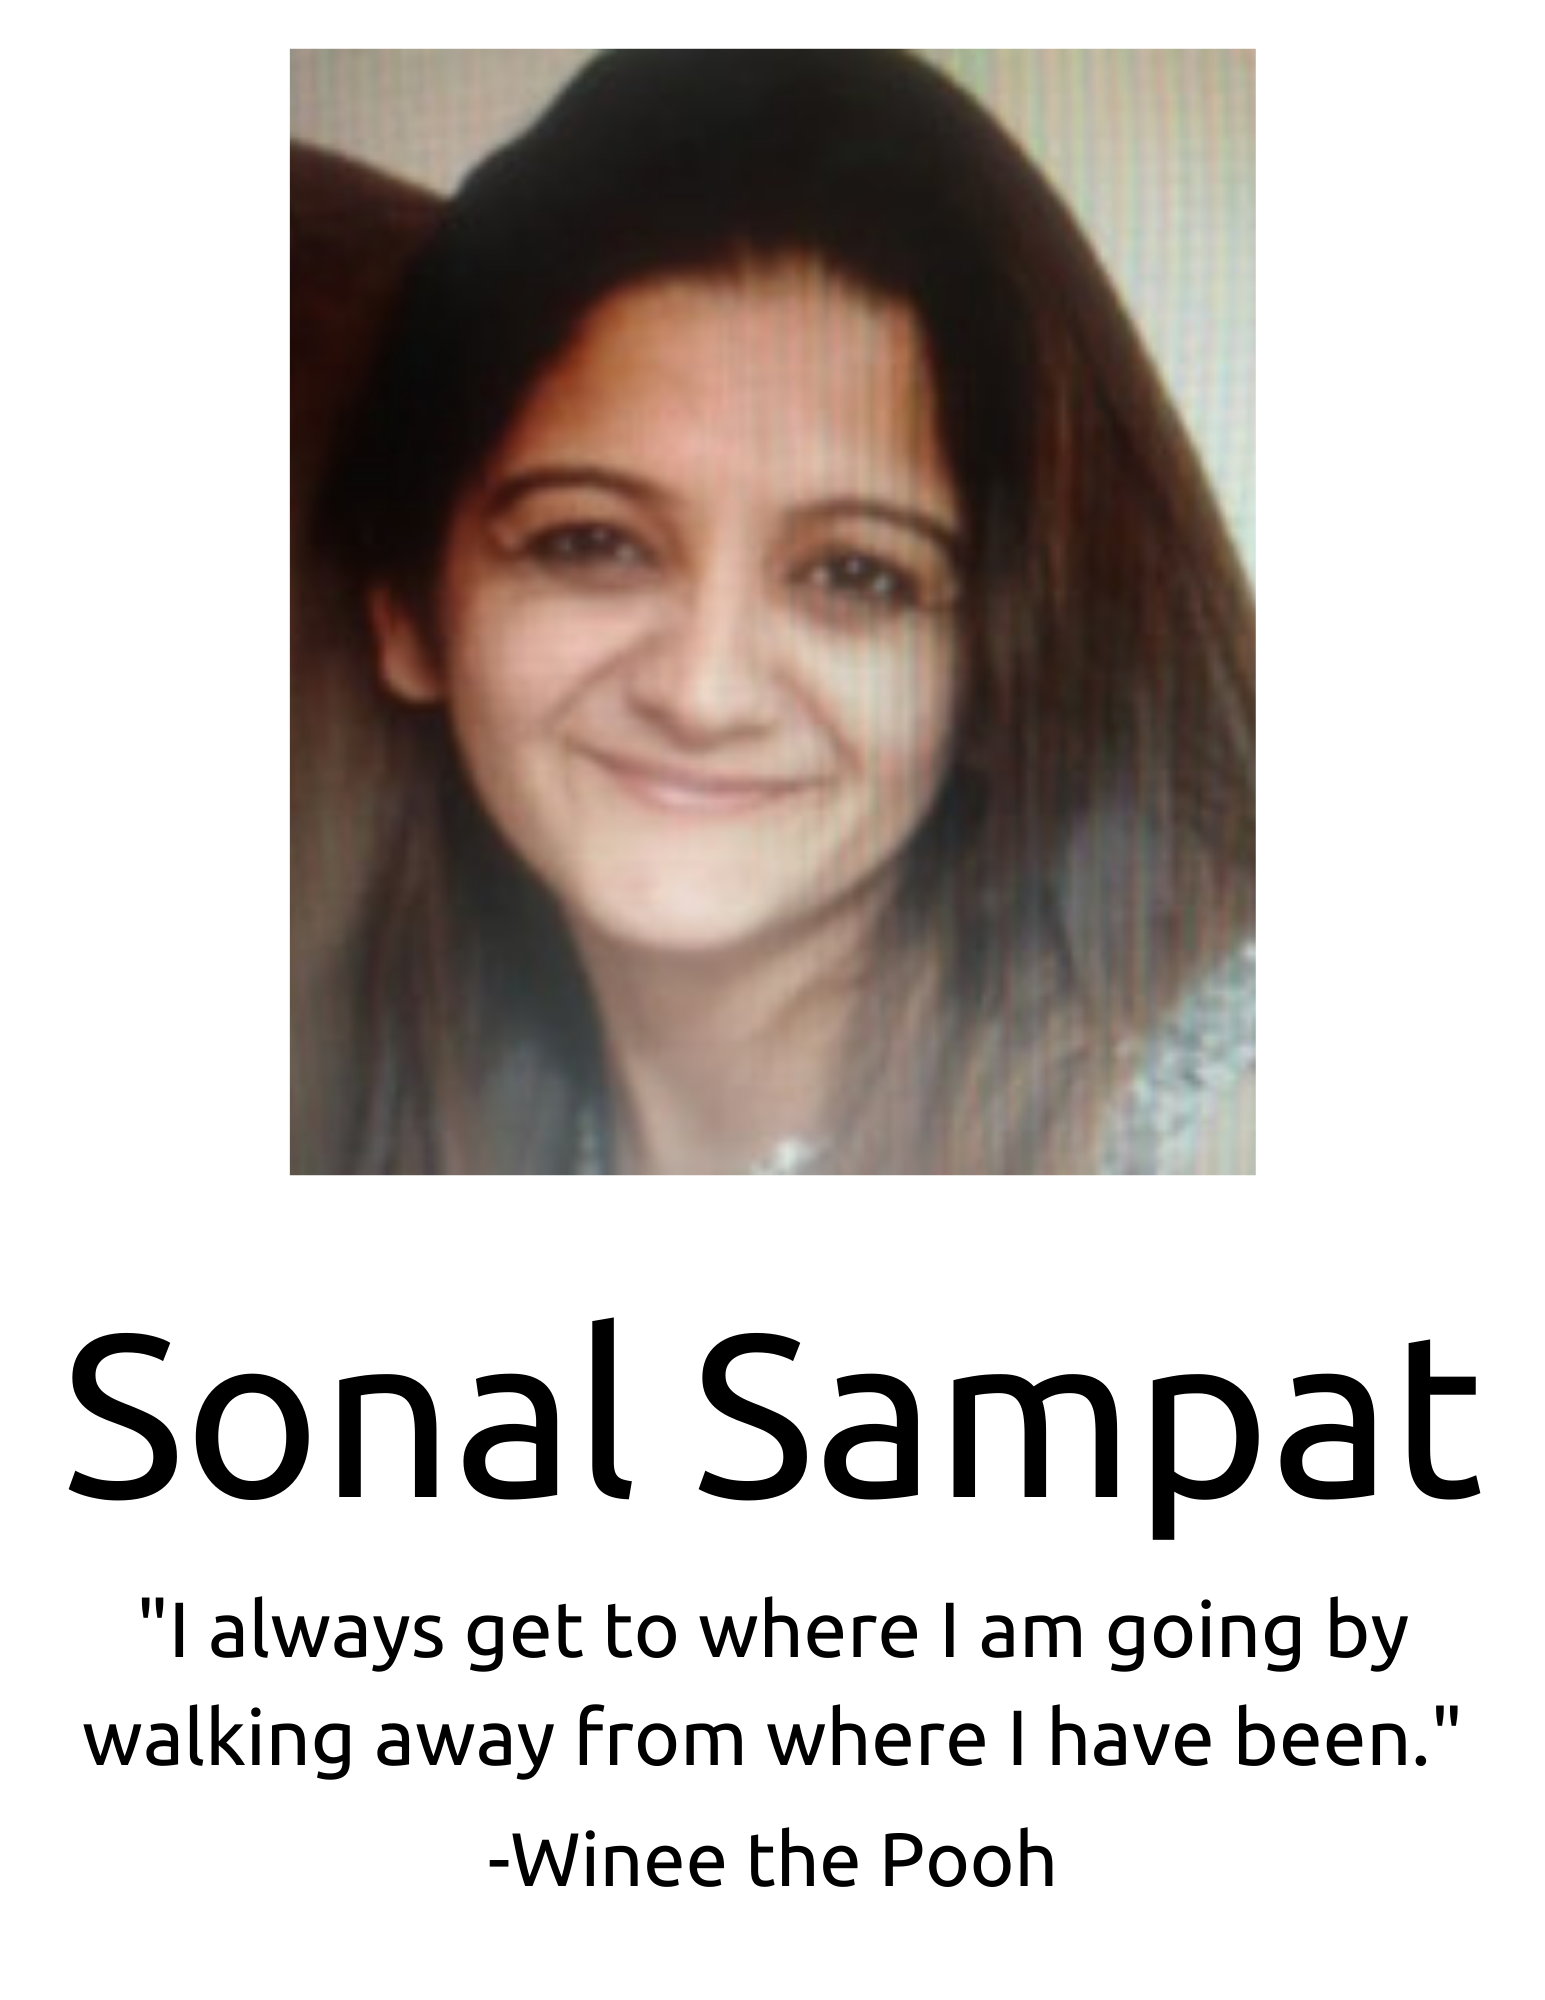 Sonal Sampat
"I always get to where I am going by
walking away from where I have been."
-Winee the Pooh